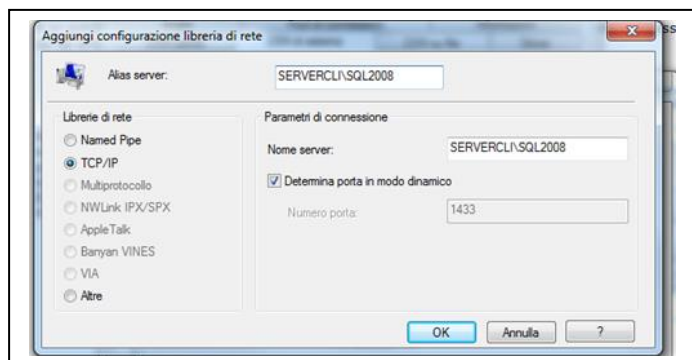 Aggiungi configurazione libreria di rete
Alias server: SERVERCLI\SQL2008
Librerie di rete
Named Pipe
TCP/IP
Multiprotocollo
NWLink IPX/SPX
AppleTalk
Banyan VINES
VIA
Altre
Parametri di connessione
Nome server: SERVERCLI\SQL2008
Determina porta in modo dinamico
Numero porta: 1433
OK Annulla ?